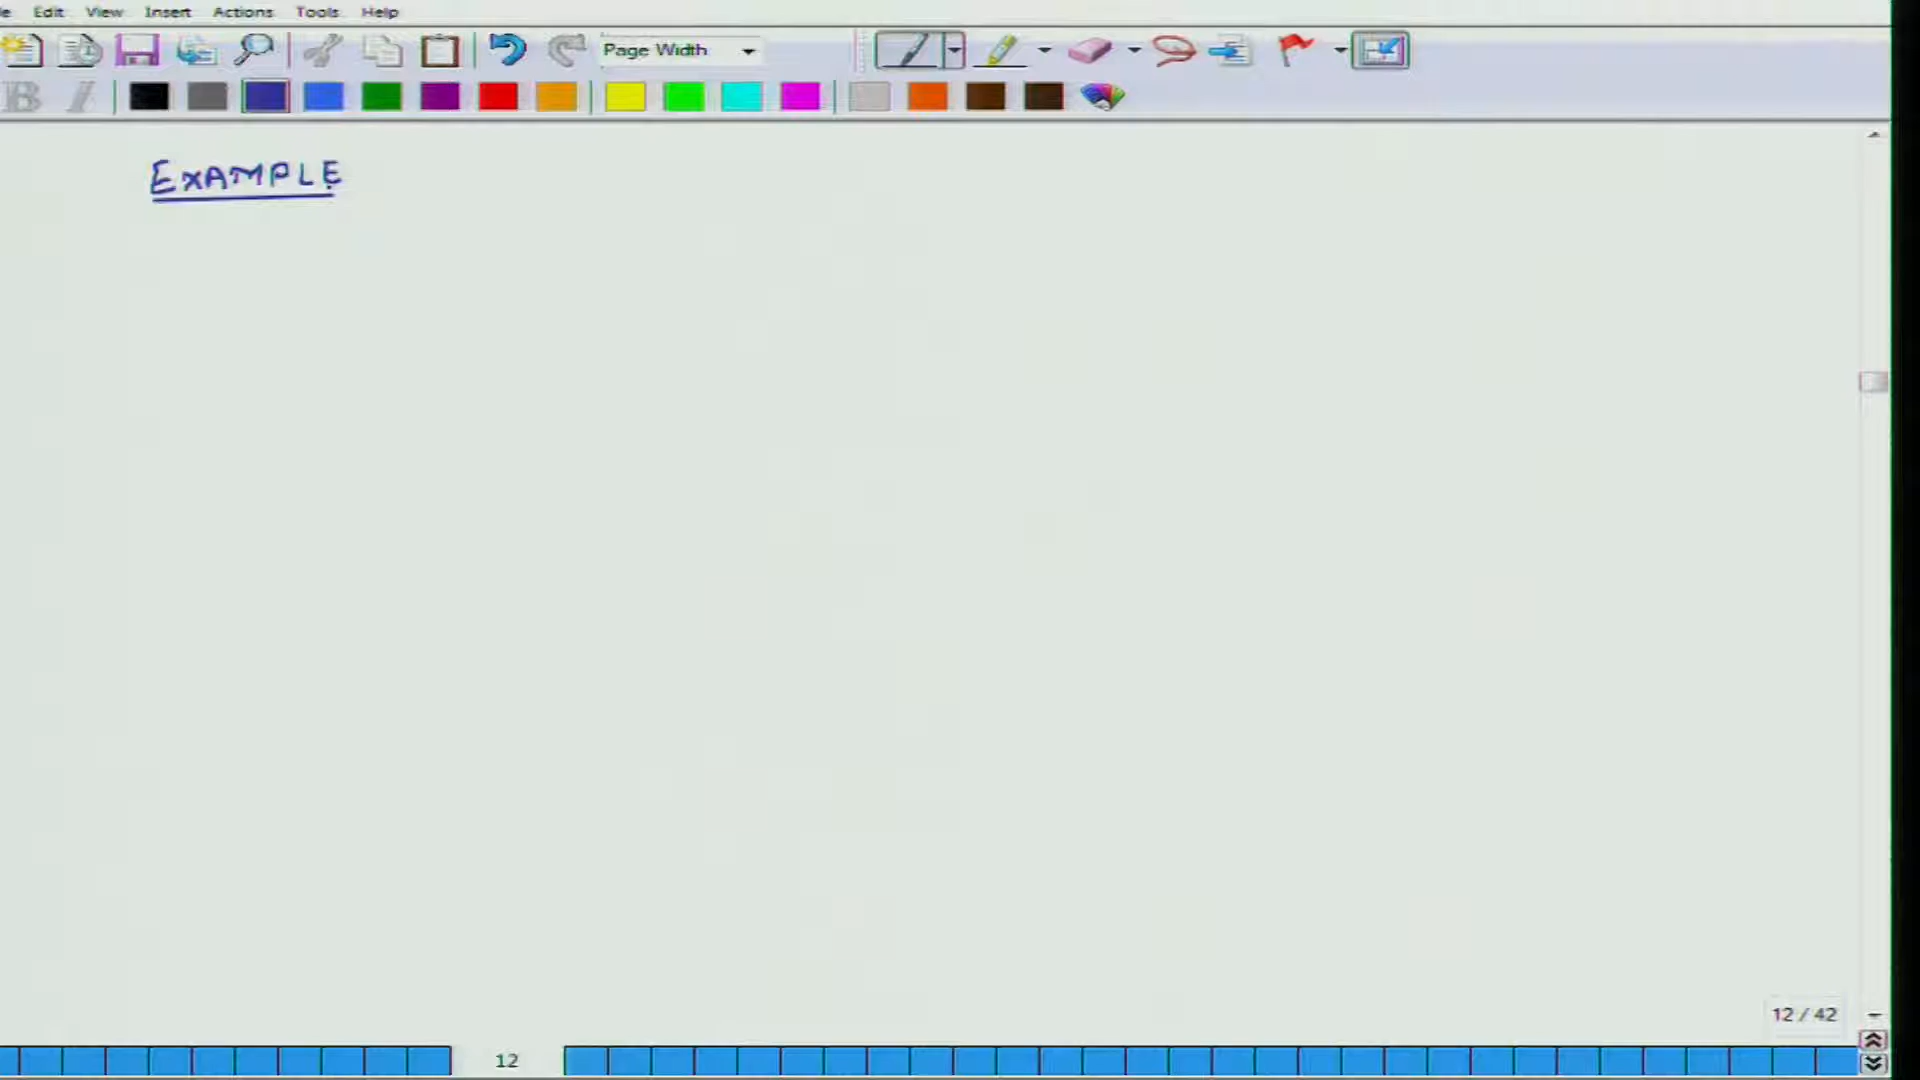 Edit View Insert Actions Tools Help
Page Width
B I
EXAMPLE
12 / 42
12